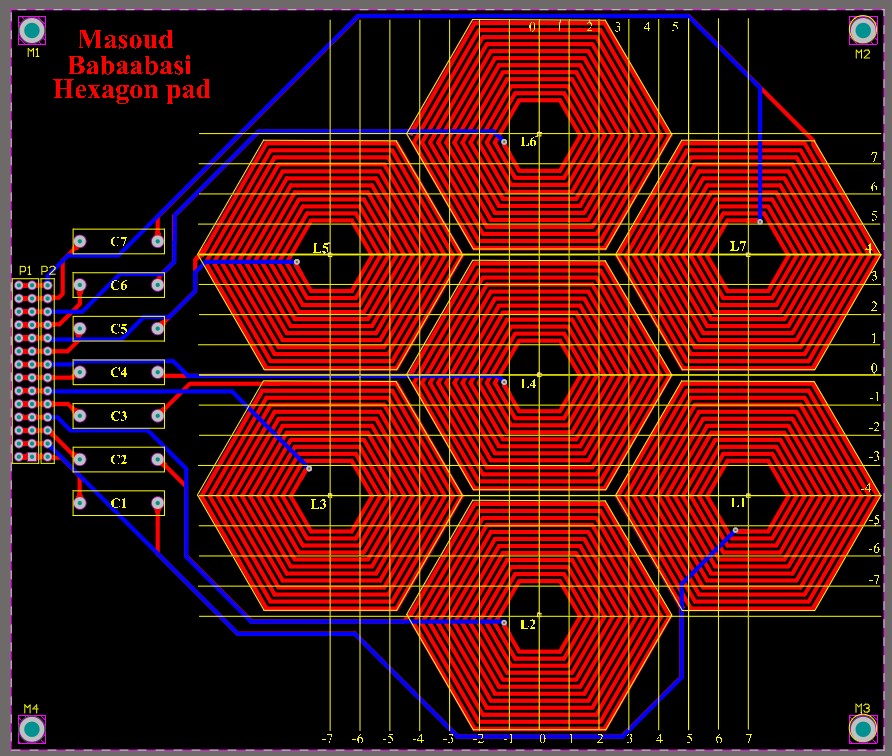 M1
Masoud
Babaabasi
Hexagon pad
M2
0 1 2 3 4 5
L6
7
6
5
4
3
2
1
0
-1
-2
-3
-4
-5
-6
-7
L5
L7
C7
P1 P2
C6
C5
C4
L4
C3
C2
C1
L3
L1
L2
M4
M3
-7 -6 -5 -4 -3 -2 -1 0 1 2 3 4 5 6 7